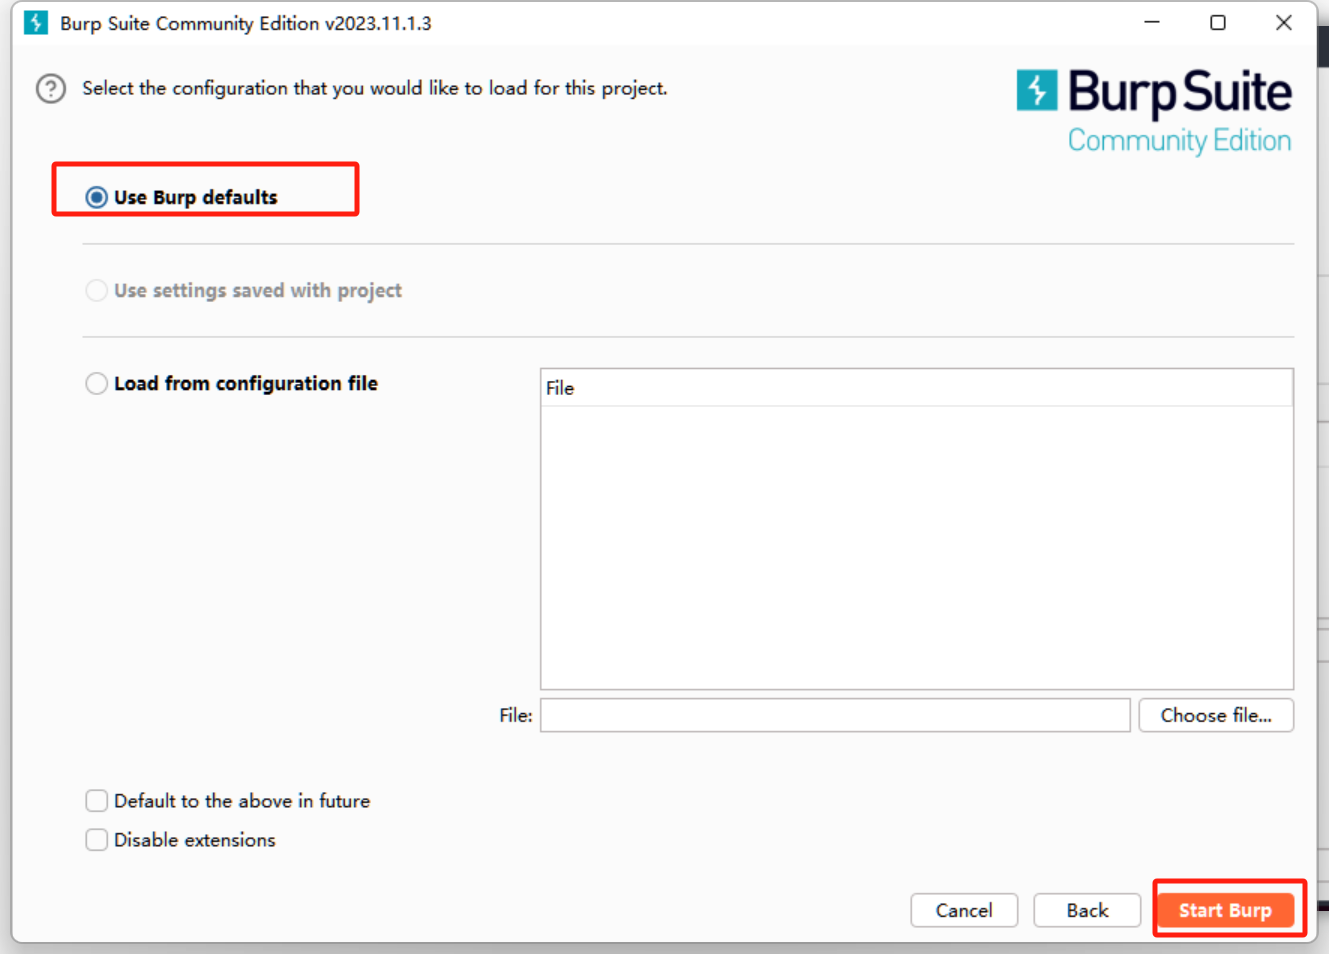 Burp Suite Community Edition v2023.11.1.3
Select the configuration that you would like to load for this project.
Burp Suite
Community Edition
Use Burp defaults
Use settings saved with project
Load from configuration file
File
File:
Choose file...
Default to the above in future
Disable extensions
Cancel
Back
Start Burp